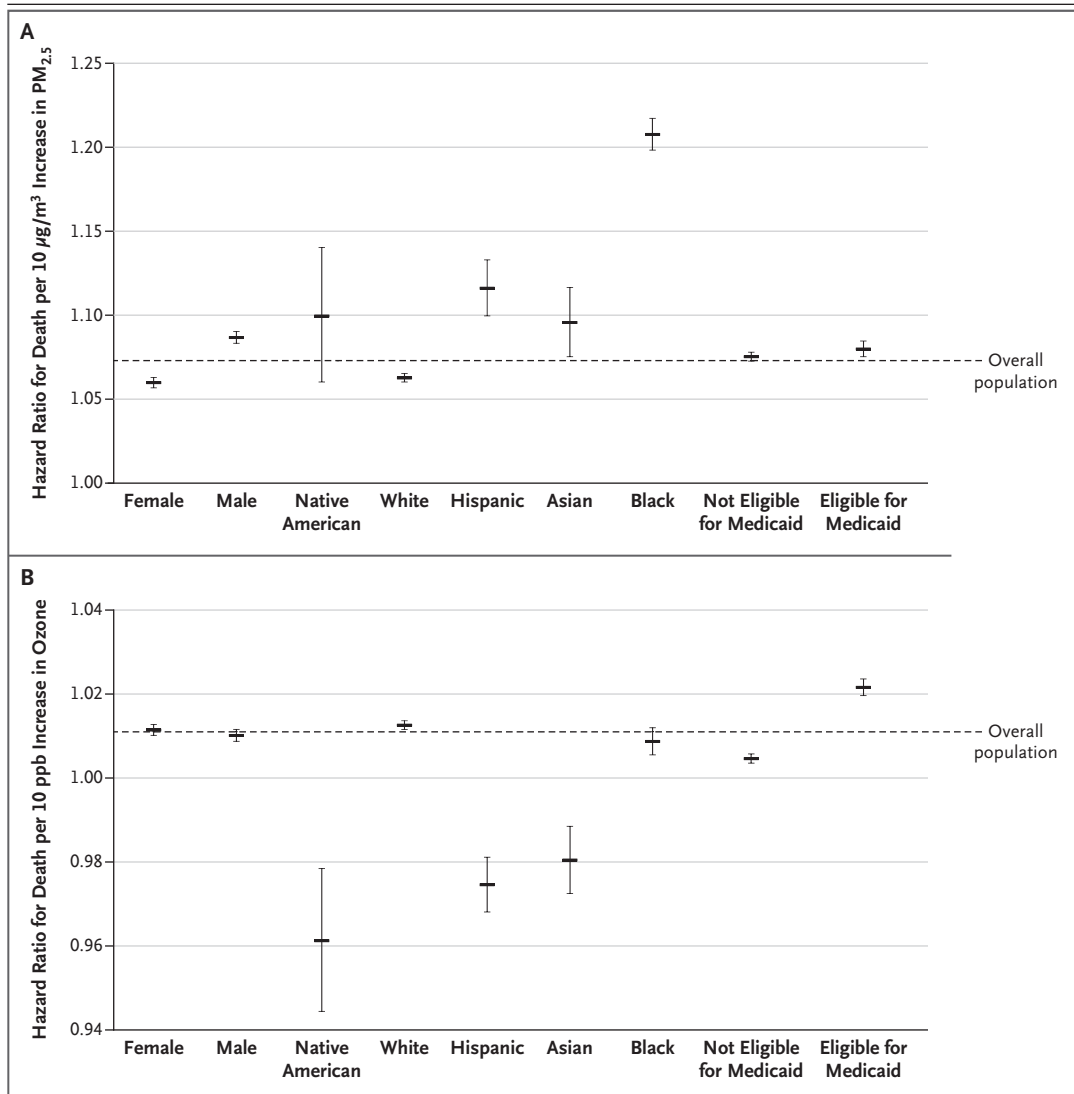 A
Hazard Ratio for Death per 10 µg/m³ Increase in PM₂.₅
1.25
1.20
1.15
1.10
1.05
1.00
Overall
population
Female
Male
Native
American
White
Hispanic
Asian
Black
Not Eligible
for Medicaid
Eligible for
Medicaid
B
Hazard Ratio for Death per 10 ppb Increase in Ozone
1.04
1.02
1.00
0.98
0.96
0.94
Overall
population
Female
Male
Native
American
White
Hispanic
Asian
Black
Not Eligible
for Medicaid
Eligible for
Medicaid